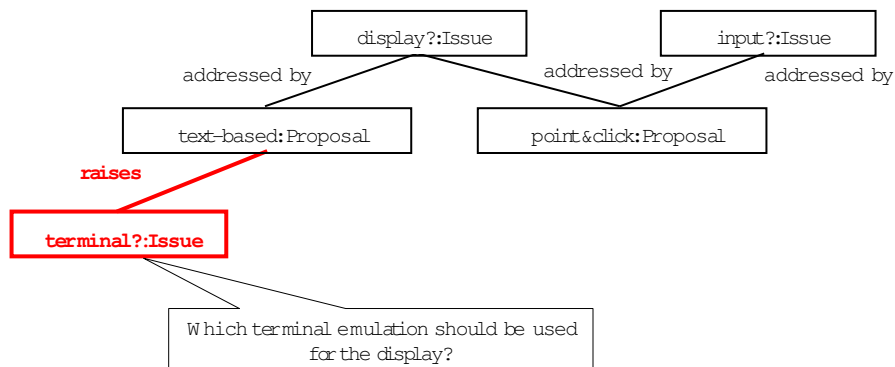 display?:Issue
input?:Issue
addressed by
addressed by
addressed by
text-based:Proposal
point&click:Proposal
raises
terminal?:Issue
Which terminal emulation should be used
for the display?